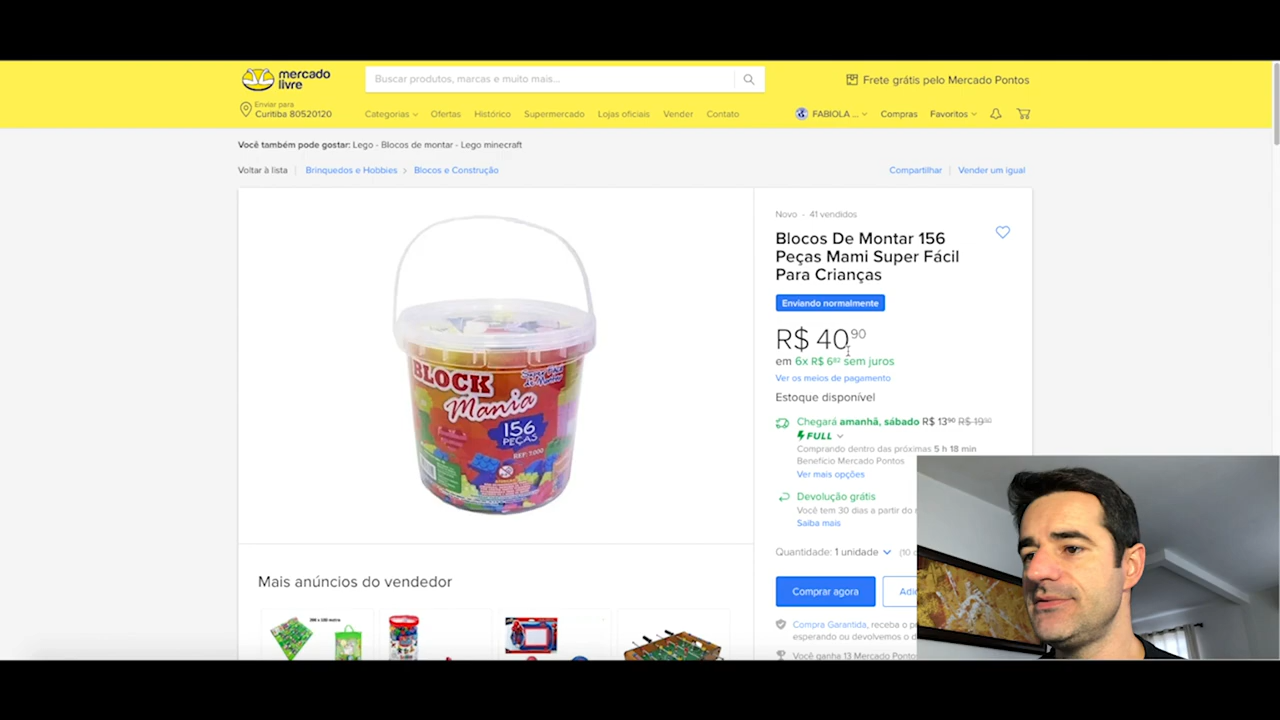 mercado
livre
Buscar produtos, marcas e muito mais...
Frete grátis pelo Mercado Pontos
Enviar para
Curitiba 80520120
Categorias Ofertas Histórico Supermercado Lojas oficiais Vender Contato
FABIOLA ... Compras Favoritos
Você também pode gostar: Lego - Blocos de montar - Lego minecraft
Voltar à lista Brinquedos e Hobbies > Blocos e Construção
Compartilhar Vender um igual
Novo - 41 vendidos
Blocos De Montar 156
Peças Mami Super Fácil
Para Crianças
Enviando normalmente
R$ 40 90
em 6x R$ 6 82 sem juros
Ver os meios de pagamento
Estoque disponível
Chegará amanhã, sábado R$ 13 90 R$ 19 90
FULL
Comprando dentro das próximas 5 h 18 min
Benefício Mercado Pontos
Ver mais opções
Devolução grátis
Você tem 30 dias a partir do
Saiba mais
Quantidade: 1 unidade (10
Comprar agora
Adi
Compra Garantida, receba o p
esperando ou devolvemos o d
Você ganha 13 Mercado Pontos
BLOCK
Mania
156
PEÇAS
REF: 7.000
Mais anúncios do vendedor